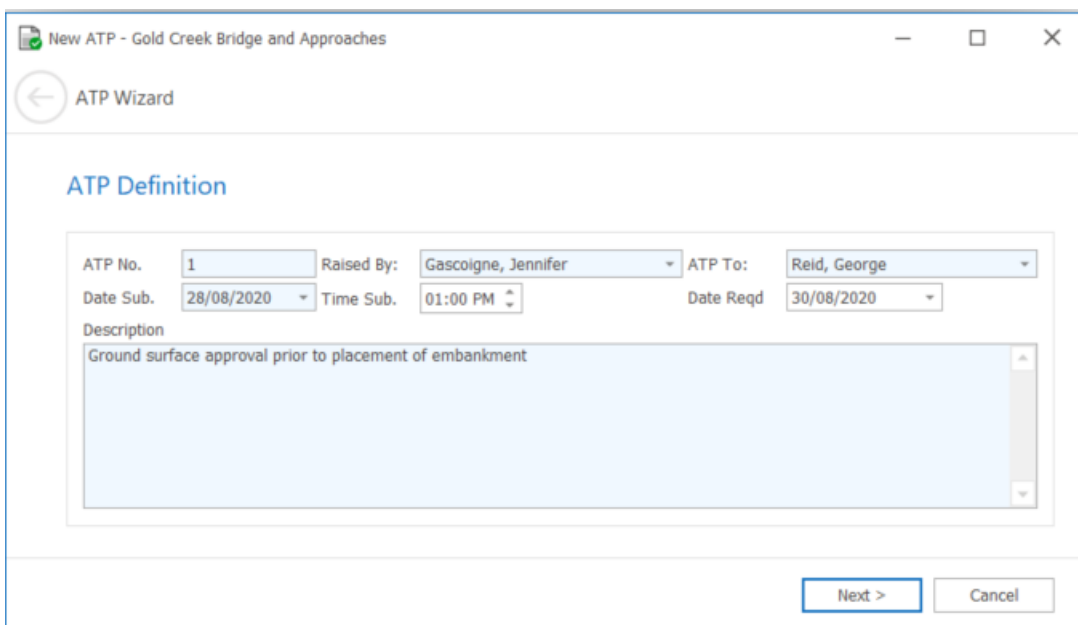 New ATP - Gold Creek Bridge and Approaches
ATP Wizard
ATP Definition
ATP No. 1 Raised By: Gascoigne, Jennifer ATP To: Reid, George
Date Sub. 28/08/2020 Time Sub. 01:00 PM Date Reqd 30/08/2020
Description
Ground surface approval prior to placement of embankment
Next > Cancel